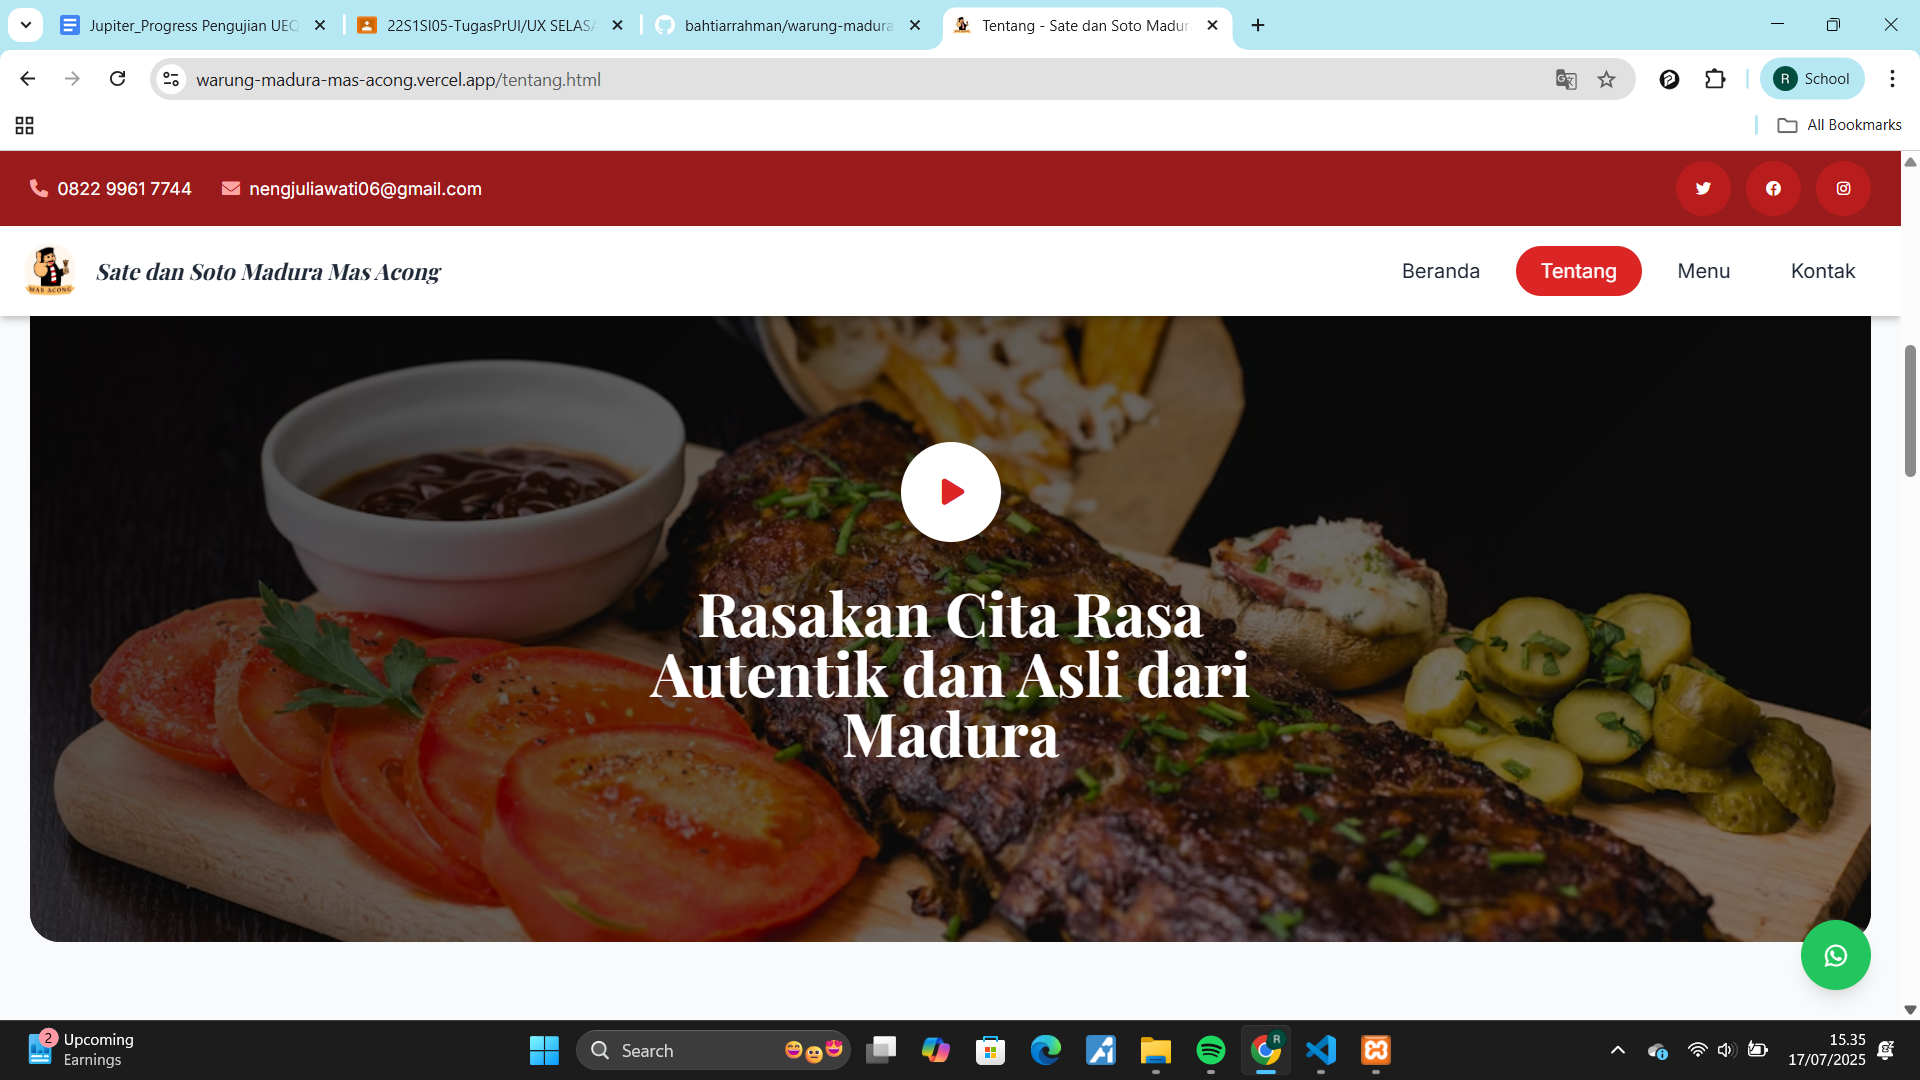 Jupiter_Progress Pengujian UEQ
22S1SI05-TugasPrUI/UX SELASA
bahtiarrahman/warung-madura
Tentang - Sate dan Soto Madura
warung-madura-mas-acong.vercel.app/tentang.html
R
School
All Bookmarks
0822 9961 7744
nengjuliawati06@gmail.com
MAS ACONG
Sate dan Soto Madura Mas Acong
Beranda
Tentang
Menu
Kontak
Rasakan Cita Rasa
Autentik dan Asli dari
Madura
2
Upcoming
Earnings
Search
R
15.35
17/07/2025